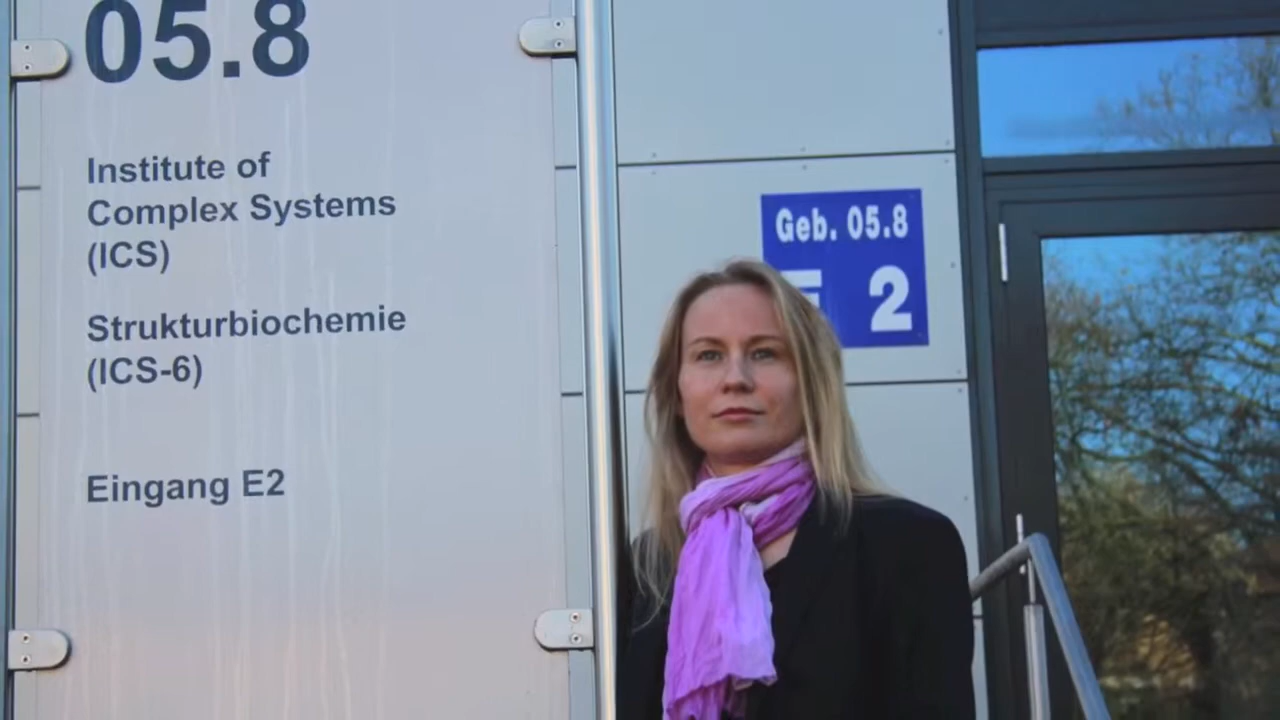 05.8
Institute of
Complex Systems
(ICS)
Strukturbiochemie
(ICS-6)
Eingang E2
Geb. 05.8
2